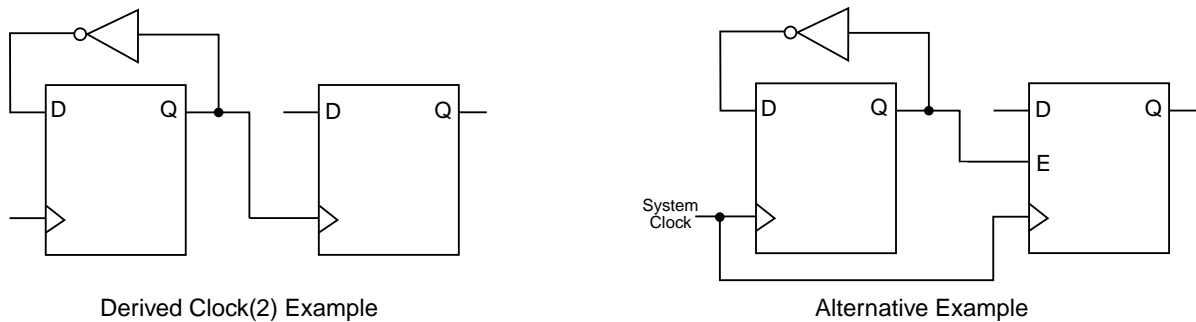 D Q D Q
D Q D Q
E
System
Clock
Derived Clock(2) Example
Alternative Example